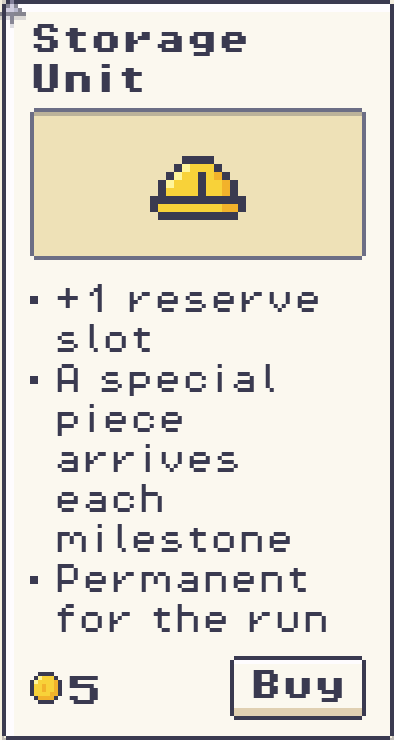 Storage
Unit
▪ +1 reserve
slot
▪ A special
piece
arrives
each
milestone
▪ Permanent
for the run
5
Buy